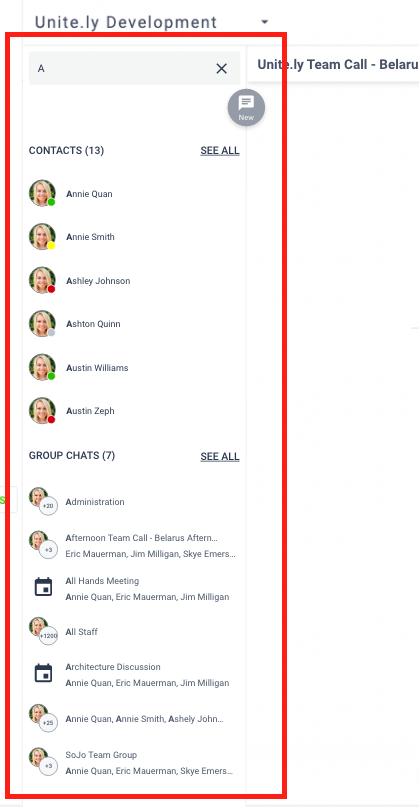 Unite.ly Development
A
Unite.ly Team Call - Belaru
New
CONTACTS (13) SEE ALL
Annie Quan
Annie Smith
Ashley Johnson
Ashton Quinn
Austin Williams
Austin Zeph
GROUP CHATS (7) SEE ALL
+20
Administration
S
Afternoon Team Call - Belarus Aftern...
+3
Eric Mauerman, Jim Milligan, Skye Emers...
All Hands Meeting
Annie Quan, Eric Mauerman, Jim Milligan
+1200
All Staff
Architecture Discussion
Annie Quan, Eric Mauerman, Jim Milligan
+25
Annie Quan, Annie Smith, Ashely John...
SoJo Team Group
+3
Annie Quan, Eric Mauerman, Skye Emers...